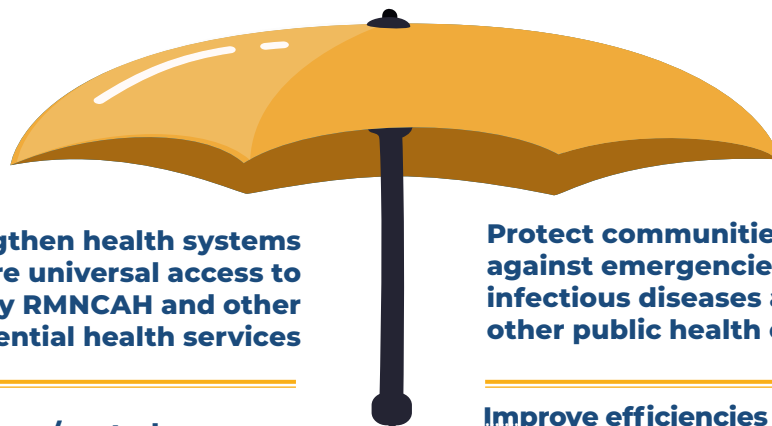 gthen health systems
re universal access to
y RMNCAH and other
ential health services
Protect communitie
against emergencie
infectious diseases a
other public health
Improve efficiencies